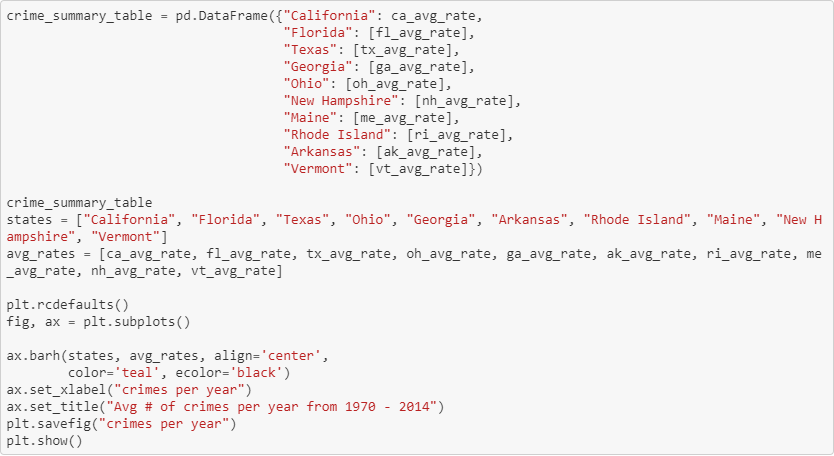 crime_summary_table = pd.DataFrame({"California": ca_avg_rate,
"Florida": [fl_avg_rate],
"Texas": [tx_avg_rate],
"Georgia": [ga_avg_rate],
"Ohio": [oh_avg_rate],
"New Hampshire": [nh_avg_rate],
"Maine": [me_avg_rate],
"Rhode Island": [ri_avg_rate],
"Arkansas": [ak_avg_rate],
"Vermont": [vt_avg_rate]})
crime_summary_table
states = ["California", "Florida", "Texas", "Ohio", "Georgia", "Arkansas", "Rhode Island", "Maine", "New H
ampshire", "Vermont"]
avg_rates = [ca_avg_rate, fl_avg_rate, tx_avg_rate, oh_avg_rate, ga_avg_rate, ak_avg_rate, ri_avg_rate, me
_avg_rate, nh_avg_rate, vt_avg_rate]
plt.rcdefaults()
fig, ax = plt.subplots()
ax.barh(states, avg_rates, align='center',
color='teal', ecolor='black')
ax.set_xlabel("crimes per year")
ax.set_title("Avg # of crimes per year from 1970 - 2014")
plt.savefig("crimes per year")
plt.show()